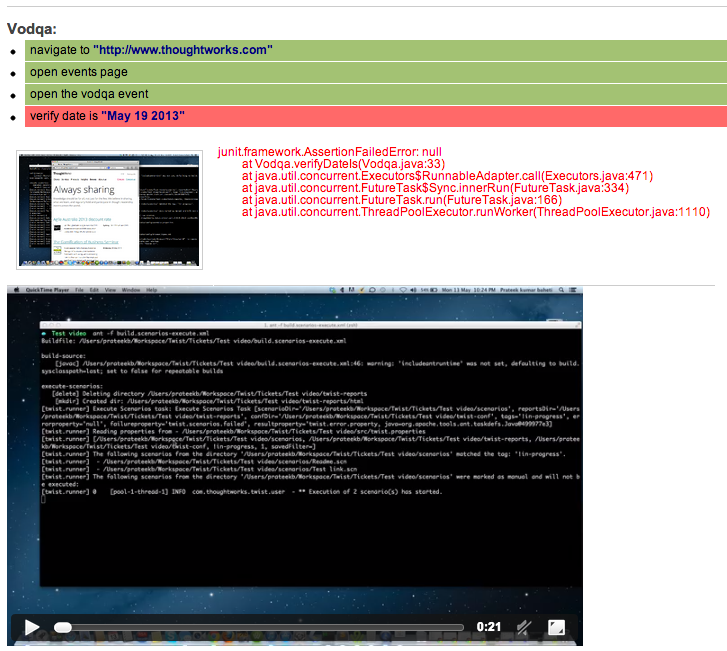 Vodqa:
navigate to "http://www.thoughtworks.com"
open events page
open the vodqa event
verify date is "May 19 2013"
junit.framework.AssertionFailedError: null
at Vodqa.verifyDateIs(Vodqa.java:33)
at java.util.concurrent.Executors$RunnableAdapter.call(Executors.java:471)
at java.util.concurrent.FutureTask$Sync.innerRun(FutureTask.java:334)
at java.util.concurrent.FutureTask.run(FutureTask.java:166)
at java.util.concurrent.ThreadPoolExecutor.runWorker(ThreadPoolExecutor.java:1110)
ThoughtWorks
Always sharing
QuickTime Player File Edit View Window Help Mon 13 May 10:24 PM Prateek kumar baheti
1. ant -f build.scenarios-execute.xml
Test video ant -f build.scenarios-execute.xml
Buildfile: /Users/prateekb/Workspace/Twist/Tickets/Test video/build.scenarios-execute.xml
build-source:
[javac] /Users/prateekb/Workspace/Twist/Tickets/Test video/build.scenarios-execute.xml:46: warning: 'includeantruntime' was not set, defaulting to build.
sysclasspath=last; set to false for repeatable builds
execute-scenarios:
[delete] Deleting directory /Users/prateekb/Workspace/Twist/Tickets/Test video/twist-reports
[mkdir] Created dir: /Users/prateekb/Workspace/Twist/Tickets/Test video/twist-reports/html
[twist.runner] Execute Scenarios task: Execute Scenarios Task [scenarioDir='/Users/prateekb/Workspace/Twist/Tickets/Test video/scenarios', reportsDir='/Users
/prateekb/Workspace/Twist/Tickets/Test video/twist-reports', confDir='/Users/prateekb/Workspace/Twist/Tickets/Test video/twist-conf', tags='!in-progress', er
rorproperty='null', failureproperty='twist.scenarios.failed', resultproperty='twist.error.property, java=org.apache.tools.ant.taskdefs.Java@499977e3]
[twist.runner] Reading properties from - /Users/prateekb/Workspace/Twist/Tickets/Test video/src/twist.properties
[twist.runner] [/Users/prateekb/Workspace/Twist/Tickets/Test video/scenarios, /Users/prateekb/Workspace/Twist/Tickets/Test video/twist-reports, /Users/pratee
kb/Workspace/Twist/Tickets/Test video/twist-conf, !in-progress, 1, savedFilter=]
[twist.runner] The following scenarios from the directory '/Users/prateekb/Workspace/Twist/Tickets/Test video/scenarios' matched the tag: '!in-progress'.
[twist.runner] - /Users/prateekb/Workspace/Twist/Tickets/Test video/scenarios/Readme.scn
[twist.runner] - /Users/prateekb/Workspace/Twist/Tickets/Test video/scenarios/Test link.scn
[twist.runner] The following scenarios from the directory '/Users/prateekb/Workspace/Twist/Tickets/Test video/scenarios' were marked as manual and will not b
e executed:
[twist.runner] 0 [pool-1-thread-1] INFO com.thoughtworks.twist.user - ** Execution of 2 scenario(s) has started.
0:21